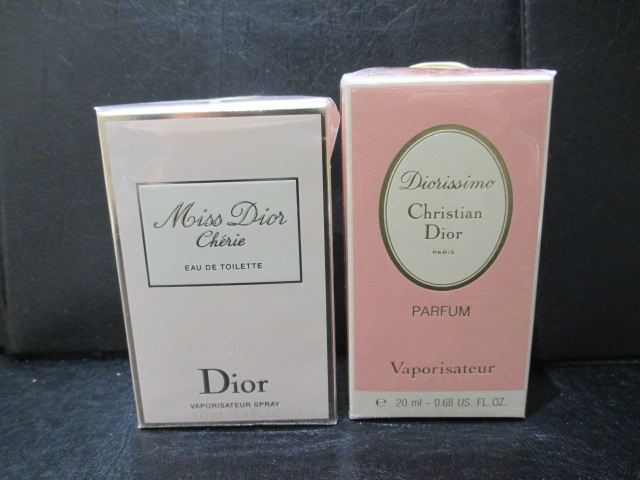 Miss Dior
Chérie
EAU DE TOILETTE
Dior
VAPORISATEUR SPRAY
Diorissimo
Christian
Dior
PARIS
PARFUM
Vaporisateur
e 20 ml - 0.68 US. FL. OZ.